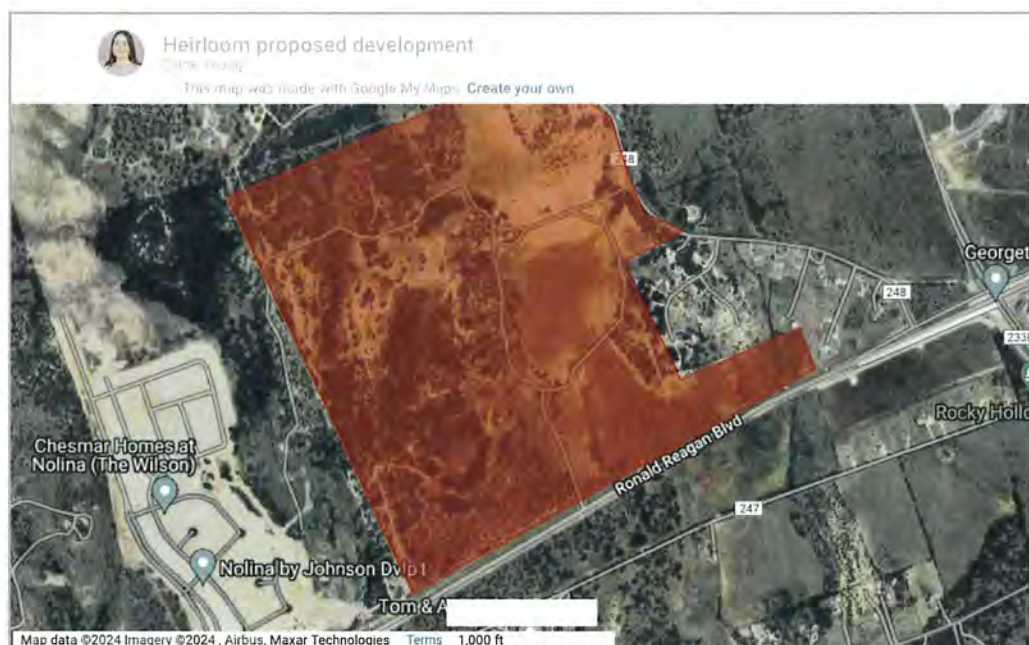 Heirloom proposed development
This map was made with Google My Maps. Create your own.
248
Georget
248
233
Rocky Hollo
Ronald Reagan Blvd
Chesmar Homes at
Nolina (The Wilson)
247
Nolina by Johnson Dvlp
Tom & A
Map data ©2024 Imagery ©2024 , Airbus, Maxar Technologies Terms 1,000 ft